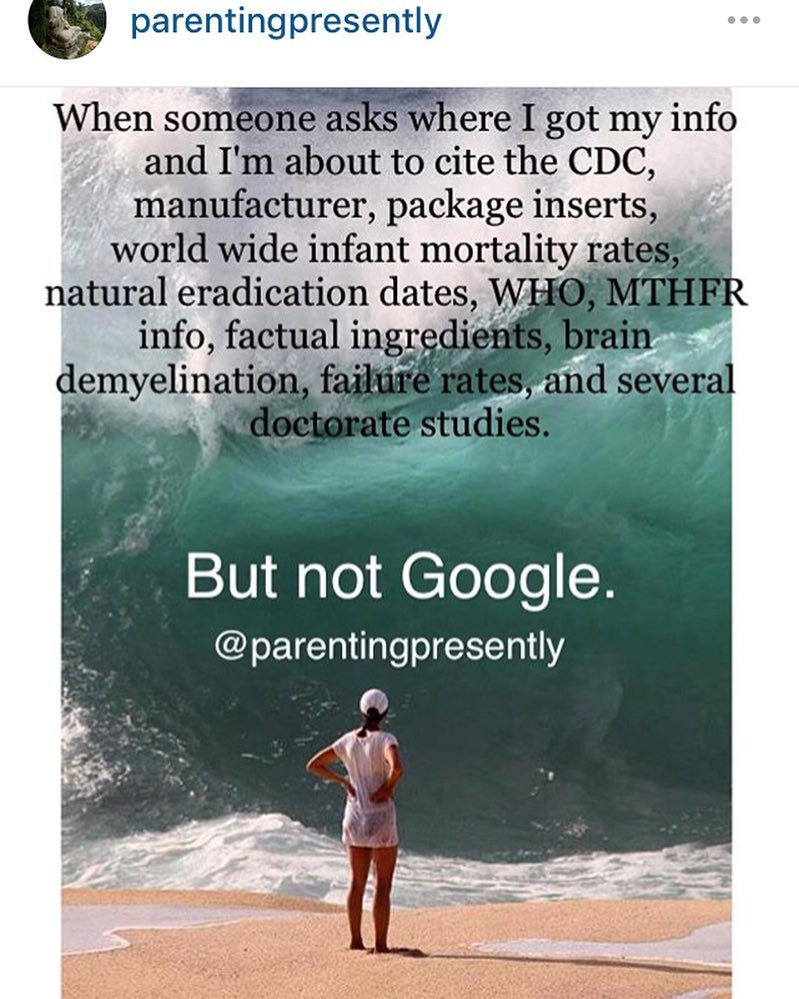 parentingpresently
When someone asks where I got my info
and I'm about to cite the CDC,
manufacturer, package inserts,
world wide infant mortality rates,
natural eradication dates, WHO, MTHFR
info, factual ingredients, brain
demyelination, failure rates, and several
doctorate studies.
But not Google.
@parentingpresently